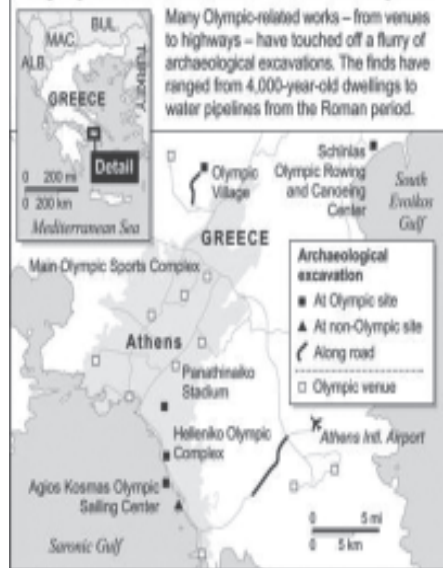 Many Olympic-related works – from venues
to highways – have touched off a flurry of
archaeological excavations. The finds have
ranged from 4,000-year-old dwellings to
water pipelines from the Roman period.
BUL.
MAC.
ALB.
TURKEY
GREECE
Detail
0 200 mi
0 200 km
Mediterranean Sea
Olympic
Village
Schinias
Olympic Rowing
and Canoeing
Center
South
Evoikos
Gulf
GREECE
Main Olympic Sports Complex
Athens
Panathinaiko
Stadium
Helleniko Olympic
Complex
Agios Kosmas Olympic
Sailing Center
Saronic Gulf
Archaeological
excavation
At Olympic site
At non-Olympic site
Along road
Olympic venue
Athens Intl. Airport
0 5 mi
0 5 km